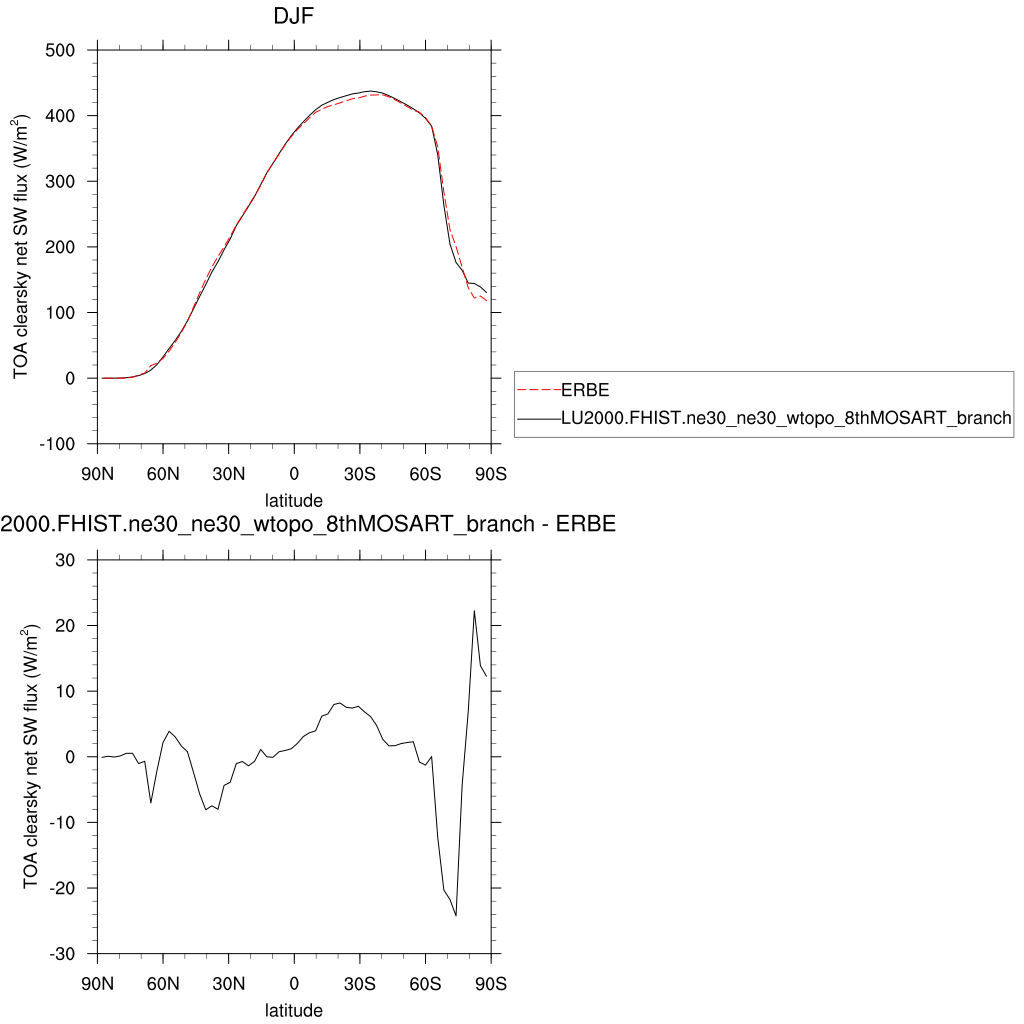 DJF
500
400
300
200
100
0
-100
TOA clearsky net SW flux (W/m²)
90N 60N 30N 0 30S 60S 90S
latitude
ERBE
LU2000.FHIST.ne30_ne30_wtopo_8thMOSART_branch
2000.FHIST.ne30_ne30_wtopo_8thMOSART_branch - ERBE
30
20
10
0
-10
-20
-30
TOA clearsky net SW flux (W/m²)
90N 60N 30N 0 30S 60S 90S
latitude